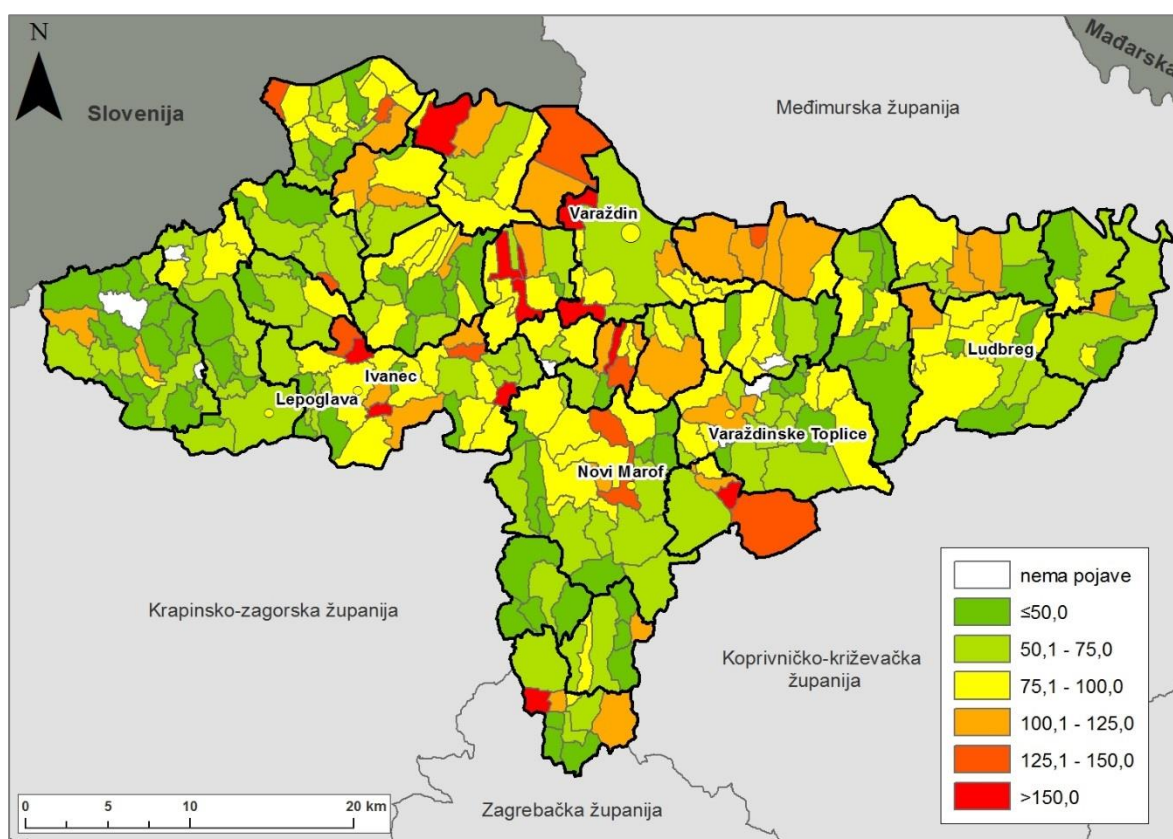 N
Slovenija
Mađarska
Međimurska županija
Varaždin
Ludbreg
Ivanec
Lepoglava
Varaždinske Toplice
Novi Marof
Krapinsko-zagorska županija
Koprivničko-križevačka
županija
Zagrebačka županija
nema pojave
≤50,0
50,1 - 75,0
75,1 - 100,0
100,1 - 125,0
125,1 - 150,0
>150,0
0 5 10 20 km